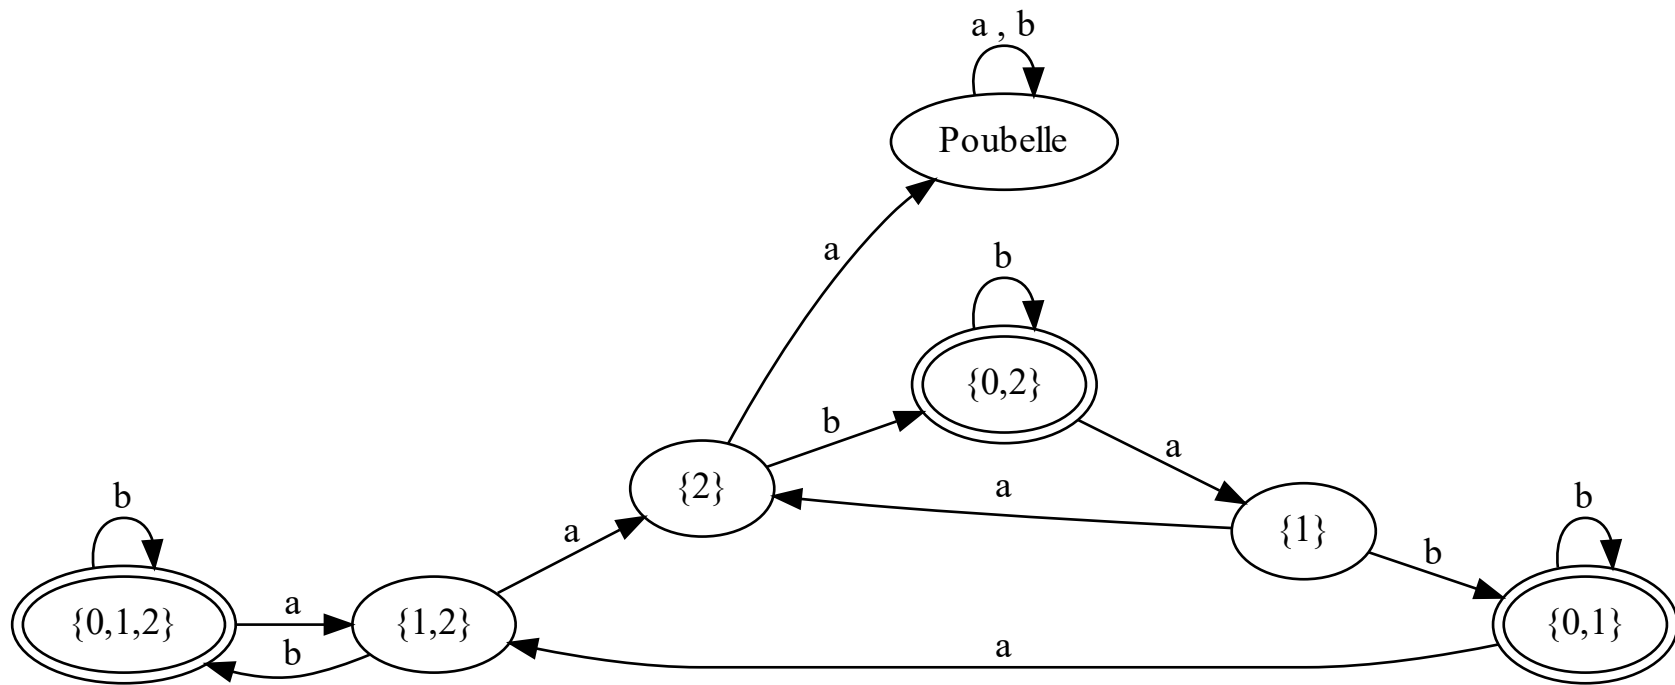 a , b
Poubelle
a
b
{0,2}
b
a
{2}
a
{1}
b
b
a
b
{0,1,2}
a
b
{1,2}
a
{0,1}